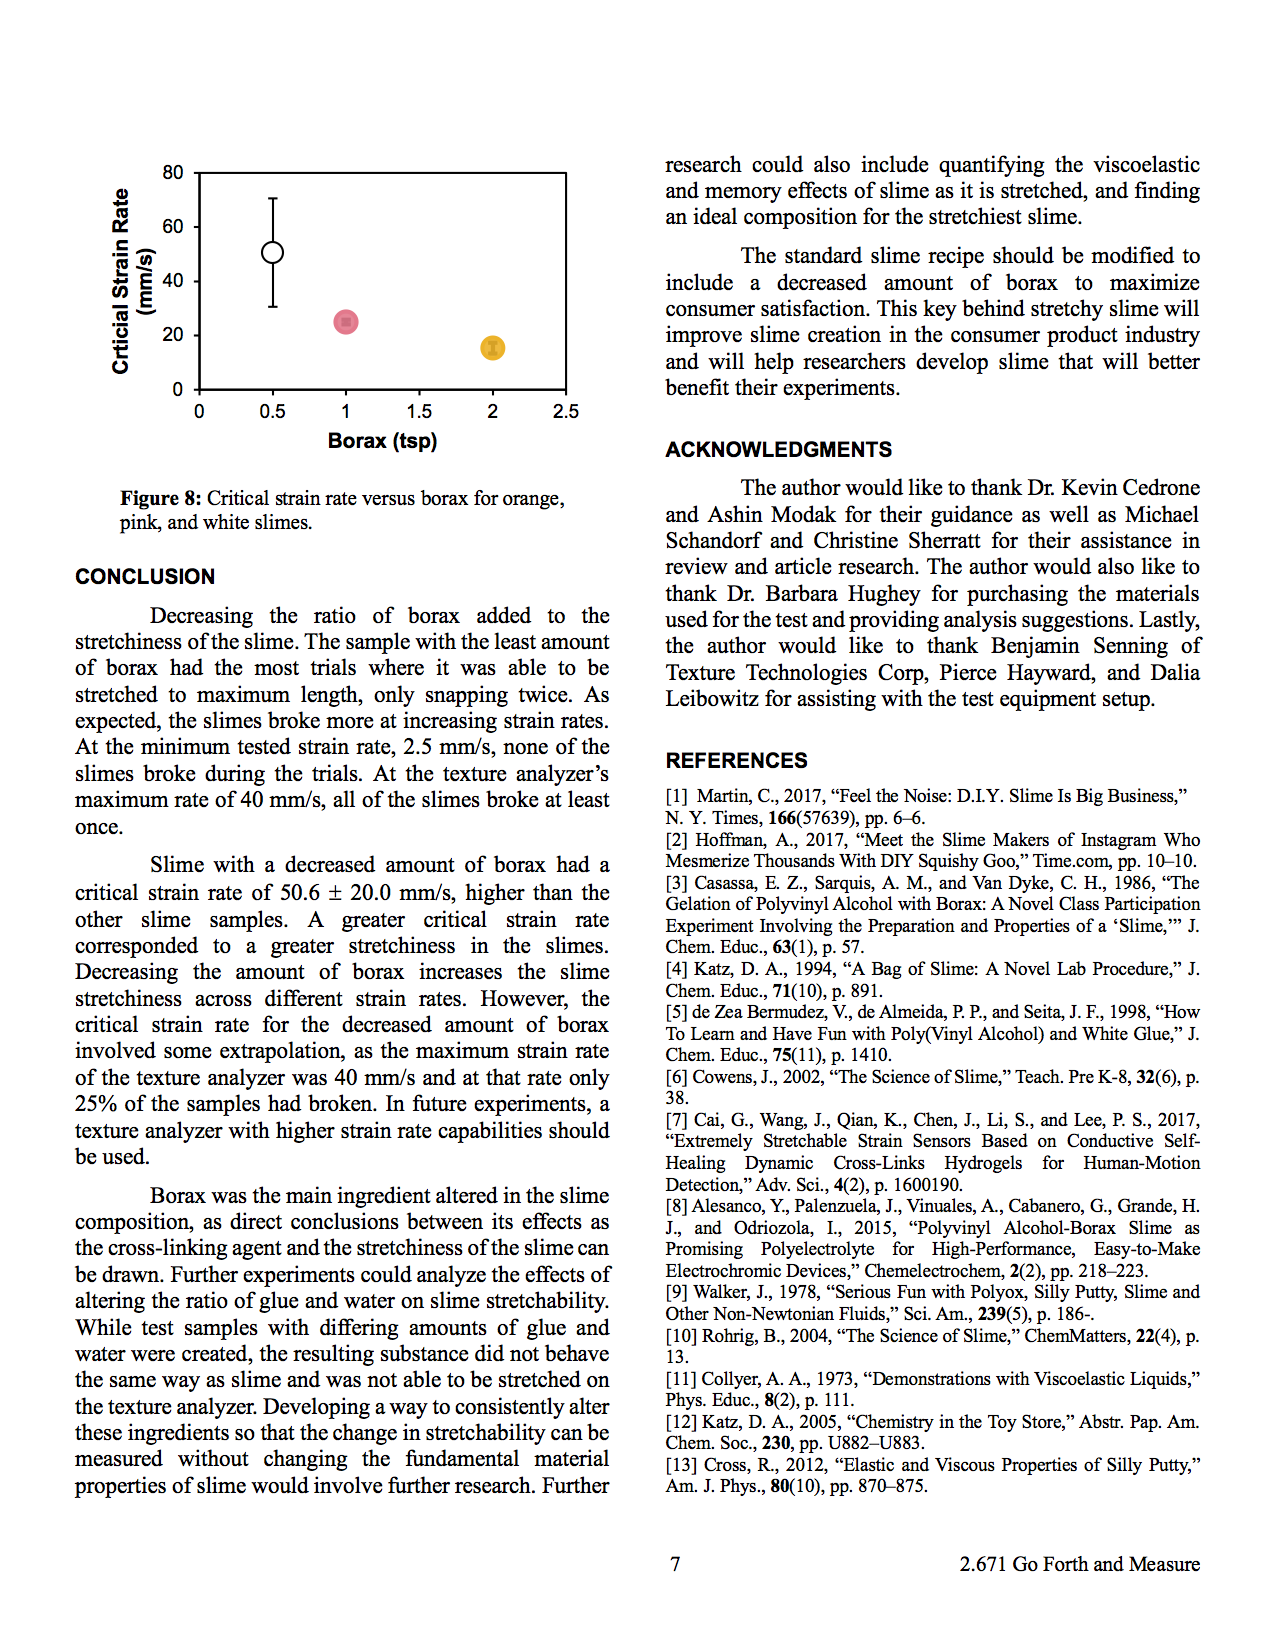 80
60
40
20
0
Crticial Strain Rate
(mm/s)
0 0.5 1 1.5 2 2.5
Borax (tsp)
Figure 8: Critical strain rate versus borax for orange,
pink, and white slimes.
CONCLUSION
Decreasing the ratio of borax added to the
stretchiness of the slime. The sample with the least amount
of borax had the most trials where it was able to be
stretched to maximum length, only snapping twice. As
expected, the slimes broke more at increasing strain rates.
At the minimum tested strain rate, 2.5 mm/s, none of the
slimes broke during the trials. At the texture analyzer’s
maximum rate of 40 mm/s, all of the slimes broke at least
once.
Slime with a decreased amount of borax had a
critical strain rate of 50.6 ± 20.0 mm/s, higher than the
other slime samples. A greater critical strain rate
corresponded to a greater stretchiness in the slimes.
Decreasing the amount of borax increases the slime
stretchiness across different strain rates. However, the
critical strain rate for the decreased amount of borax
involved some extrapolation, as the maximum strain rate
of the texture analyzer was 40 mm/s and at that rate only
25% of the samples had broken. In future experiments, a
texture analyzer with higher strain rate capabilities should
be used.
Borax was the main ingredient altered in the slime
composition, as direct conclusions between its effects as
the cross-linking agent and the stretchiness of the slime can
be drawn. Further experiments could analyze the effects of
altering the ratio of glue and water on slime stretchability.
While test samples with differing amounts of glue and
water were created, the resulting substance did not behave
the same way as slime and was not able to be stretched on
the texture analyzer. Developing a way to consistently alter
these ingredients so that the change in stretchability can be
measured without changing the fundamental material
properties of slime would involve further research. Further
research could also include quantifying the viscoelastic
and memory effects of slime as it is stretched, and finding
an ideal composition for the stretchiest slime.
The standard slime recipe should be modified to
include a decreased amount of borax to maximize
consumer satisfaction. This key behind stretchy slime will
improve slime creation in the consumer product industry
and will help researchers develop slime that will better
benefit their experiments.
ACKNOWLEDGMENTS
The author would like to thank Dr. Kevin Cedrone
and Ashin Modak for their guidance as well as Michael
Schandorf and Christine Sherratt for their assistance in
review and article research. The author would also like to
thank Dr. Barbara Hughey for purchasing the materials
used for the test and providing analysis suggestions. Lastly,
the author would like to thank Benjamin Senning of
Texture Technologies Corp, Pierce Hayward, and Dalia
Leibowitz for assisting with the test equipment setup.
REFERENCES
[1] Martin, C., 2017, “Feel the Noise: D.I.Y. Slime Is Big Business,”
N. Y. Times, 166(57639), pp. 6–6.
[2] Hoffman, A., 2017, “Meet the Slime Makers of Instagram Who
Mesmerize Thousands With DIY Squishy Goo,” Time.com, pp. 10–10.
[3] Casassa, E. Z., Sarquis, A. M., and Van Dyke, C. H., 1986, “The
Gelation of Polyvinyl Alcohol with Borax: A Novel Class Participation
Experiment Involving the Preparation and Properties of a ‘Slime,’” J.
Chem. Educ., 63(1), p. 57.
[4] Katz, D. A., 1994, “A Bag of Slime: A Novel Lab Procedure,” J.
Chem. Educ., 71(10), p. 891.
[5] de Zea Bermudez, V., de Almeida, P. P., and Seita, J. F., 1998, “How
To Learn and Have Fun with Poly(Vinyl Alcohol) and White Glue,” J.
Chem. Educ., 75(11), p. 1410.
[6] Cowens, J., 2002, “The Science of Slime,” Teach. Pre K-8, 32(6), p.
38.
[7] Cai, G., Wang, J., Qian, K., Chen, J., Li, S., and Lee, P. S., 2017,
“Extremely Stretchable Strain Sensors Based on Conductive Self-
Healing Dynamic Cross-Links Hydrogels for Human-Motion
Detection,” Adv. Sci., 4(2), p. 1600190.
[8] Alesanco, Y., Palenzuela, J., Vinuales, A., Cabanero, G., Grande, H.
J., and Odriozola, I., 2015, “Polyvinyl Alcohol-Borax Slime as
Promising Polyelectrolyte for High-Performance, Easy-to-Make
Electrochromic Devices,” Chemelectrochem, 2(2), pp. 218–223.
[9] Walker, J., 1978, “Serious Fun with Polyox, Silly Putty, Slime and
Other Non-Newtonian Fluids,” Sci. Am., 239(5), p. 186-.
[10] Rohrig, B., 2004, “The Science of Slime,” ChemMatters, 22(4), p.
13.
[11] Collyer, A. A., 1973, “Demonstrations with Viscoelastic Liquids,”
Phys. Educ., 8(2), p. 111.
[12] Katz, D. A., 2005, “Chemistry in the Toy Store,” Abstr. Pap. Am.
Chem. Soc., 230, pp. U882–U883.
[13] Cross, R., 2012, “Elastic and Viscous Properties of Silly Putty,”
Am. J. Phys., 80(10), pp. 870–875.
7 2.671 Go Forth and Measure